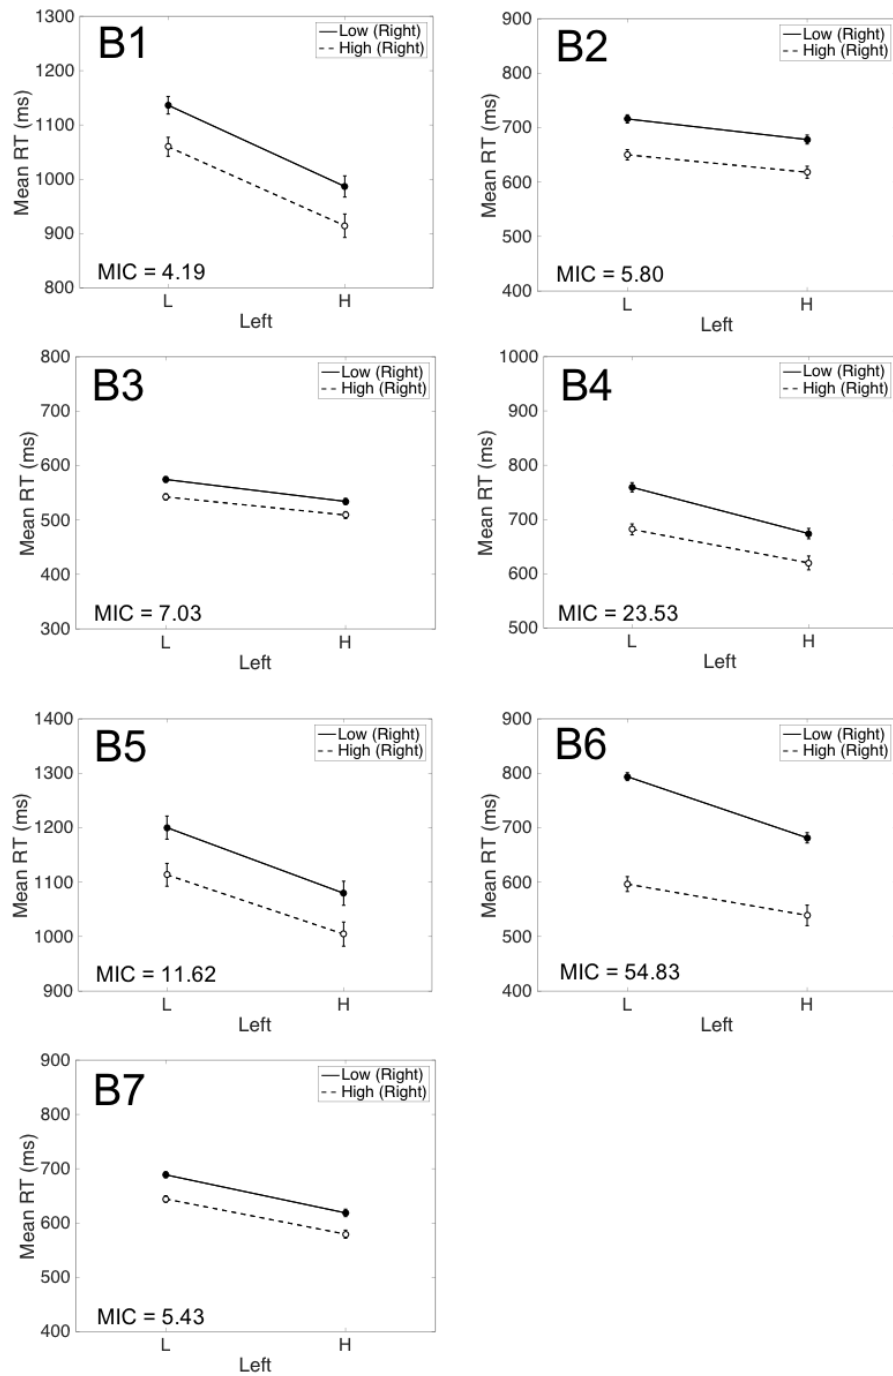 B1
Low (Right)
High (Right)
1300
1200
1100
1000
900
800
Mean RT (ms)
MIC = 4.19
L
H
Left
B2
Low (Right)
High (Right)
900
800
700
600
500
400
Mean RT (ms)
MIC = 5.80
L
H
Left
B3
Low (Right)
High (Right)
800
700
600
500
400
300
Mean RT (ms)
MIC = 7.03
L
H
Left
B4
Low (Right)
High (Right)
1000
900
800
700
600
500
Mean RT (ms)
MIC = 23.53
L
H
Left
B5
Low (Right)
High (Right)
1400
1300
1200
1100
1000
900
Mean RT (ms)
MIC = 11.62
L
H
Left
B6
Low (Right)
High (Right)
900
800
700
600
500
400
Mean RT (ms)
MIC = 54.83
L
H
Left
B7
Low (Right)
High (Right)
900
800
700
600
500
400
Mean RT (ms)
MIC = 5.43
L
H
Left